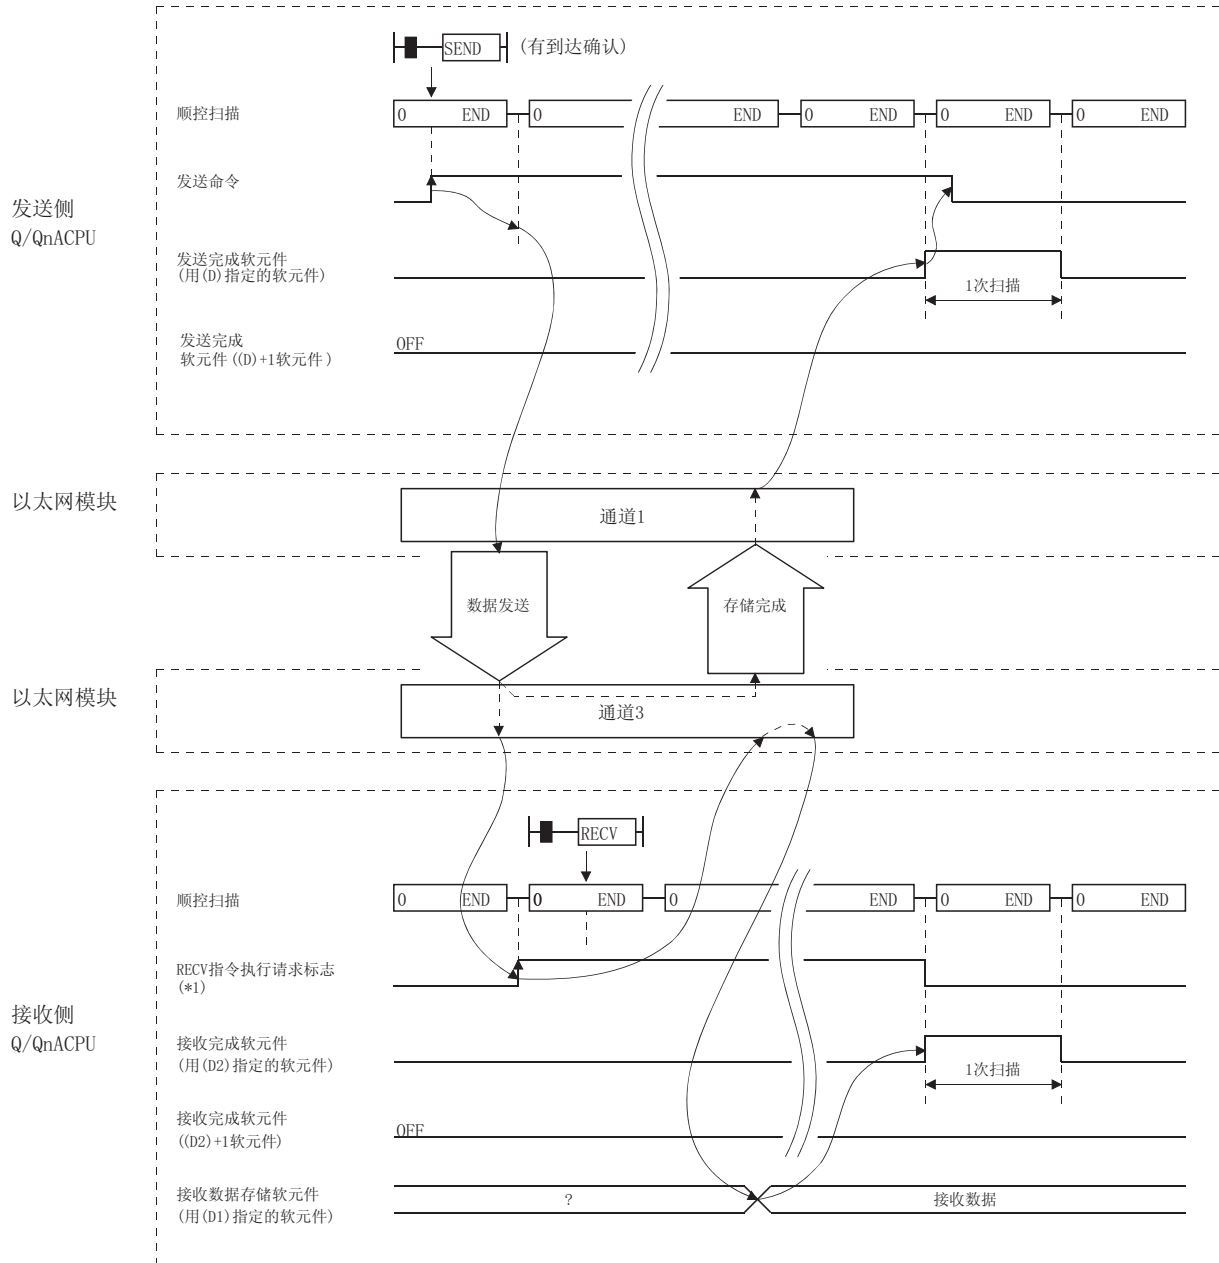 SEND (有到达确认)
顺控扫描 0 END 0 END 0 END 0 END 0 END
发送命令
发送侧
Q/QnACPU
发送完成软元件
(用(D)指定的软元件)
1次扫描
发送完成
软元件((D)+1软元件)
OFF
以太网模块
通道1
数据发送
存储完成
以太网模块
通道3
RECV
顺控扫描 0 END 0 END 0 END 0 END 0 END
RECV指令执行请求标志
(*1)
接收侧
Q/QnACPU
接收完成软元件
(用(D2)指定的软元件)
1次扫描
接收完成软元件
((D2)+1软元件)
OFF
接收数据存储软元件
(用(D1)指定的软元件)
? 接收数据